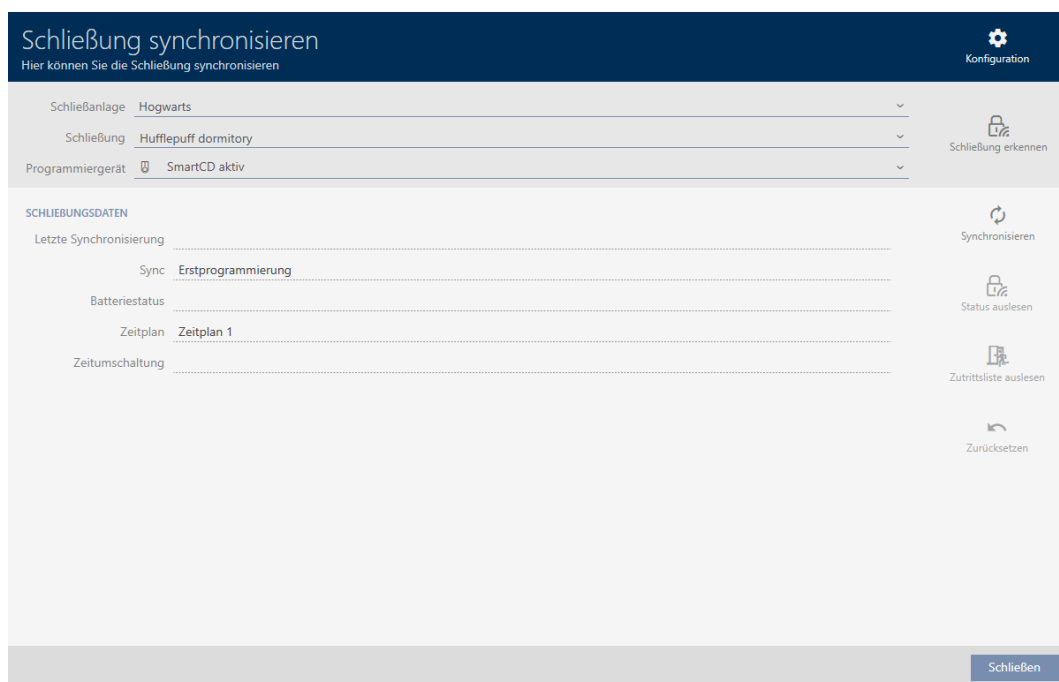 Schließung synchronisieren
Hier können Sie die Schließung synchronisieren
Konfiguration
Schließanlage Hogwarts
Schließung Hufflepuff dormitory
Programmiergerät SmartCD aktiv
Schließung erkennen
SCHLIEßUNGSDATEN
Letzte Synchronisierung
Sync Erstprogrammierung
Batteriestatus
Zeitplan Zeitplan 1
Zeitumschaltung
Synchronisieren
Status auslesen
Zutrittsliste auslesen
Zurücksetzen
Schließen